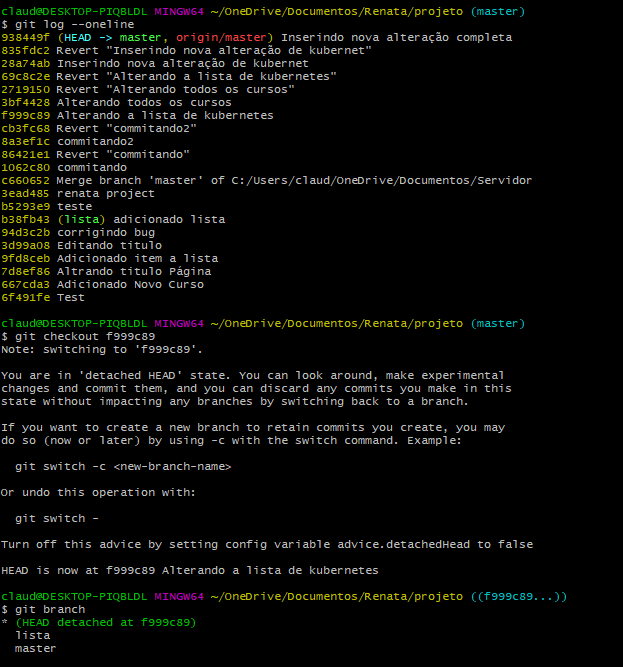 claud@DESKTOP-PIQBLDL MINGW64 ~/OneDrive/Documentos/Renata/projeto (master)
$ git log --oneline
938449f (HEAD -> master, origin/master) Inserindo nova alteração completa
835fdc2 Revert "Inserindo nova alteração de kubernet"
28a74ab Inserindo nova alteração de kubernet
69c8c2e Revert "Alterando a lista de kubernetes"
2719150 Revert "Alterando todos os cursos"
3bf4428 Alterando todos os cursos
f999c89 Alterando a lista de kubernetes
cb3fc68 Revert "commitando2"
8a3ef1c commitando2
86421e1 Revert "commitando"
1062c80 commitando
c660652 Merge branch 'master' of C:/Users/claud/OneDrive/Documentos/Servidor
3ead485 renata project
b5293e9 teste
b38fb43 (lista) adicionado lista
94d3c2b corrigindo bug
3d99a08 Editando titulo
9fd8ceb Adicionado item a lista
7d8ef86 Altrando titulo Página
667cda3 Adicionado Novo Curso
6f491fe Test
claud@DESKTOP-PIQBLDL MINGW64 ~/OneDrive/Documentos/Renata/projeto (master)
$ git checkout f999c89
Note: switching to 'f999c89'.
You are in 'detached HEAD' state. You can look around, make experimental
changes and commit them, and you can discard any commits you make in this
state without impacting any branches by switching back to a branch.
If you want to create a new branch to retain commits you create, you may
do so (now or later) by using -c with the switch command. Example:
git switch -c <new-branch-name>
Or undo this operation with:
git switch -
Turn off this advice by setting config variable advice.detachedHead to false
HEAD is now at f999c89 Alterando a lista de kubernetes
claud@DESKTOP-PIQBLDL MINGW64 ~/OneDrive/Documentos/Renata/projeto ((f999c89...))
$ git branch
* (HEAD detached at f999c89)
lista
master